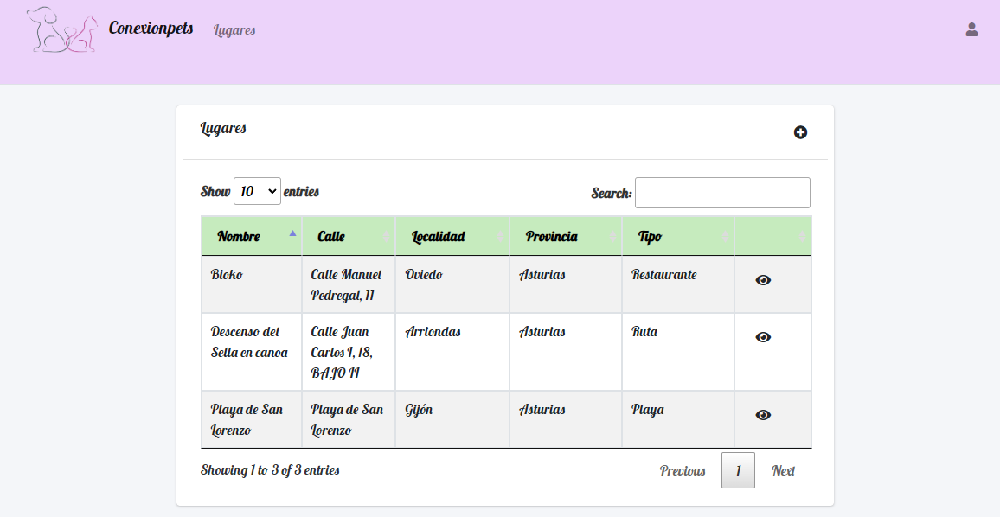 Conexionpets Lugares
Lugares
Show 10 entries Search:
Nombre Calle Localidad Provincia Tipo
Bioko Calle Manuel Pedregal, 11 Oviedo Asturias Restaurante
Descenso del Sella en canoa Calle Juan Carlos I, 18, BAJO II Arriondas Asturias Ruta
Playa de San Lorenzo Playa de San Lorenzo Gijón Asturias Playa
Showing 1 to 3 of 3 entries Previous 1 Next